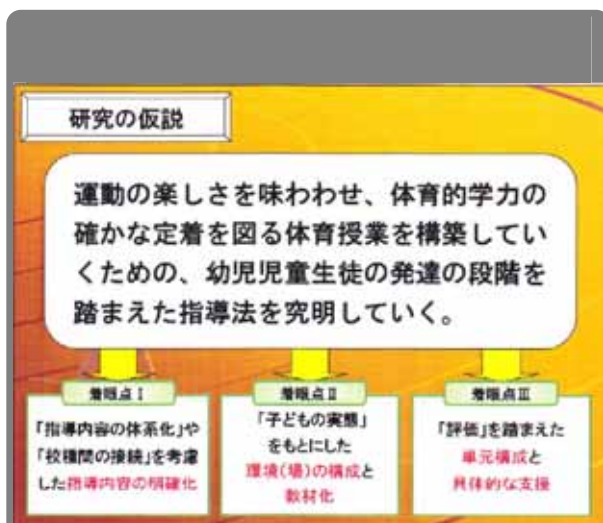 研究の仮説
運動の楽しさを味わわせ、体育的学力の
確かな定着を図る体育授業を構築してい
くための、幼児児童生徒の発達の段階を
踏まえた指導法を究明していく。
着眼点Ⅰ
「指導内容の体系化」や
「校種間の接続」を考慮
した指導内容の明確化
着眼点Ⅱ
「子どもの実態」
をもとにした
環境(場)の構成と
教材化
着眼点Ⅲ
「評価」を踏まえた
単元構成と
具体的な支援